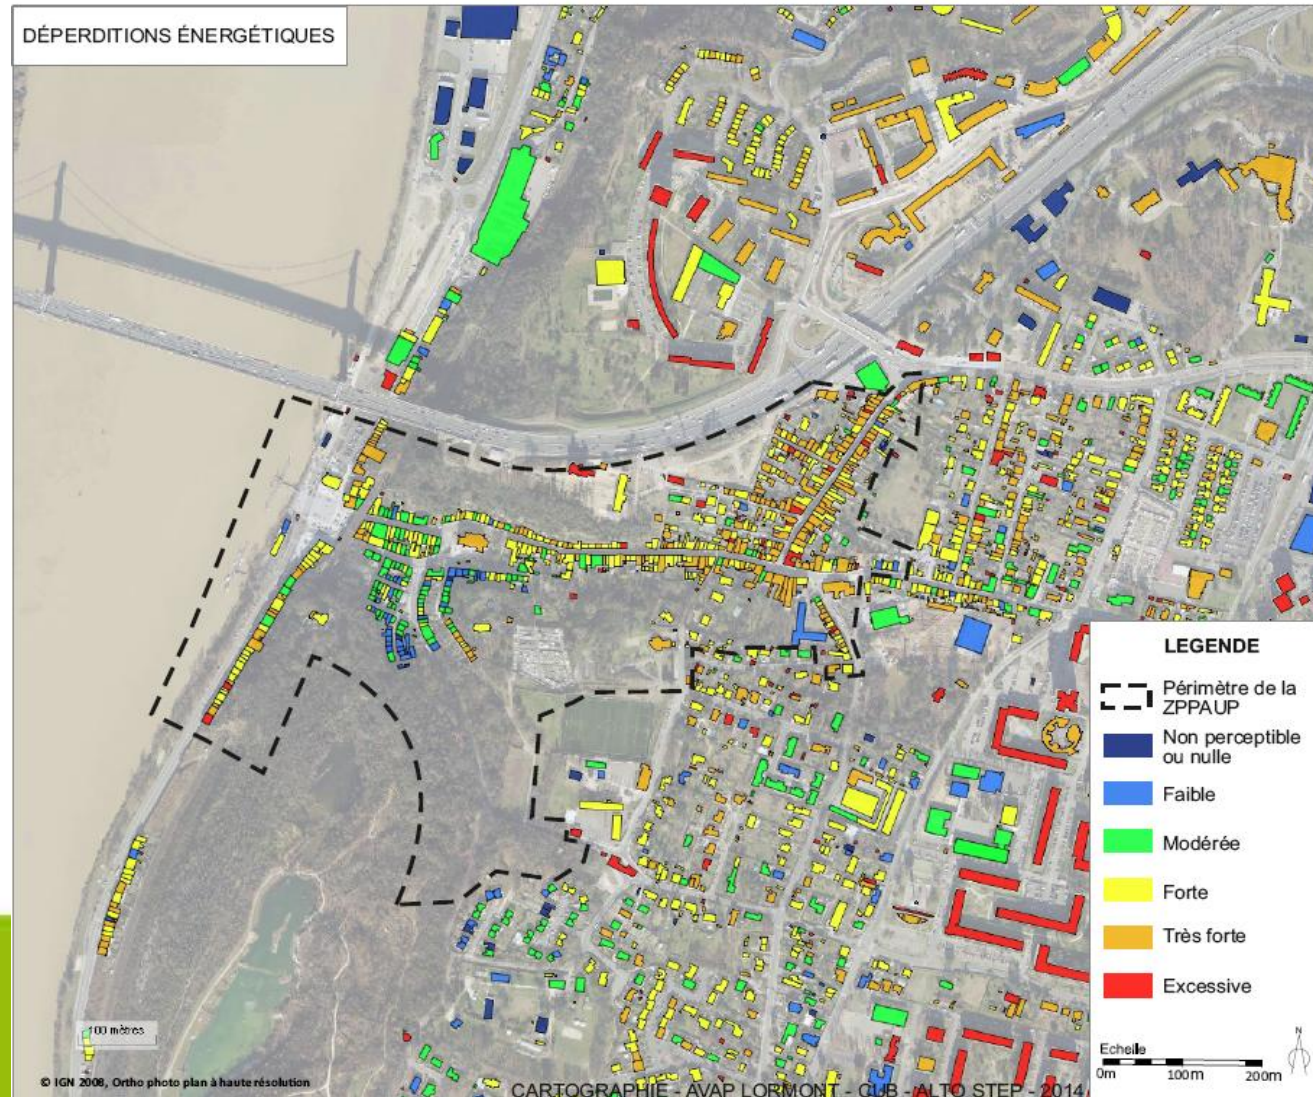 DÉPERDITIONS ÉNERGÉTIQUES
LEGENDE
Périmètre de la
ZPPAUP
Non perceptible
ou nulle
Faible
Modérée
Forte
Très forte
Excessive
Echelle
0m 100m 200m
N
100 mètres
© IGN 2008, Ortho photo plan à haute résolution
CARTOGRAPHIE - AVAP LORMONT - CUB - ALTO STEP - 2014